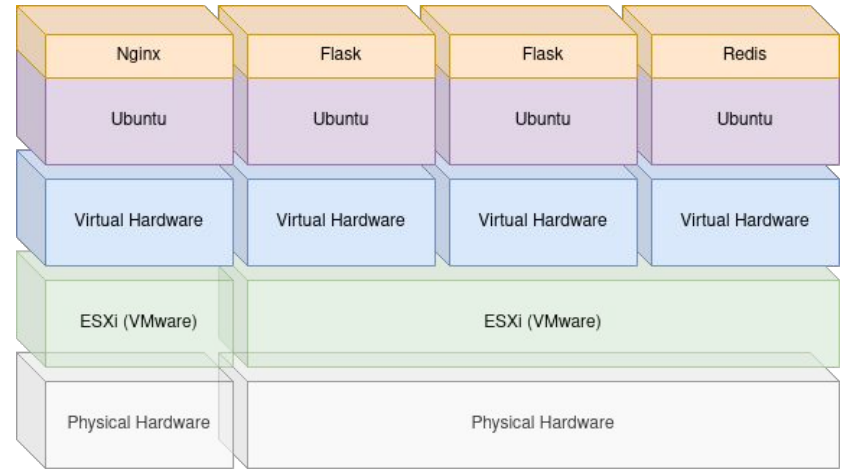 Nginx
Flask
Flask
Redis
Ubuntu
Ubuntu
Ubuntu
Ubuntu
Virtual Hardware
Virtual Hardware
Virtual Hardware
Virtual Hardware
ESXi (VMware)
ESXi (VMware)
Physical Hardware
Physical Hardware